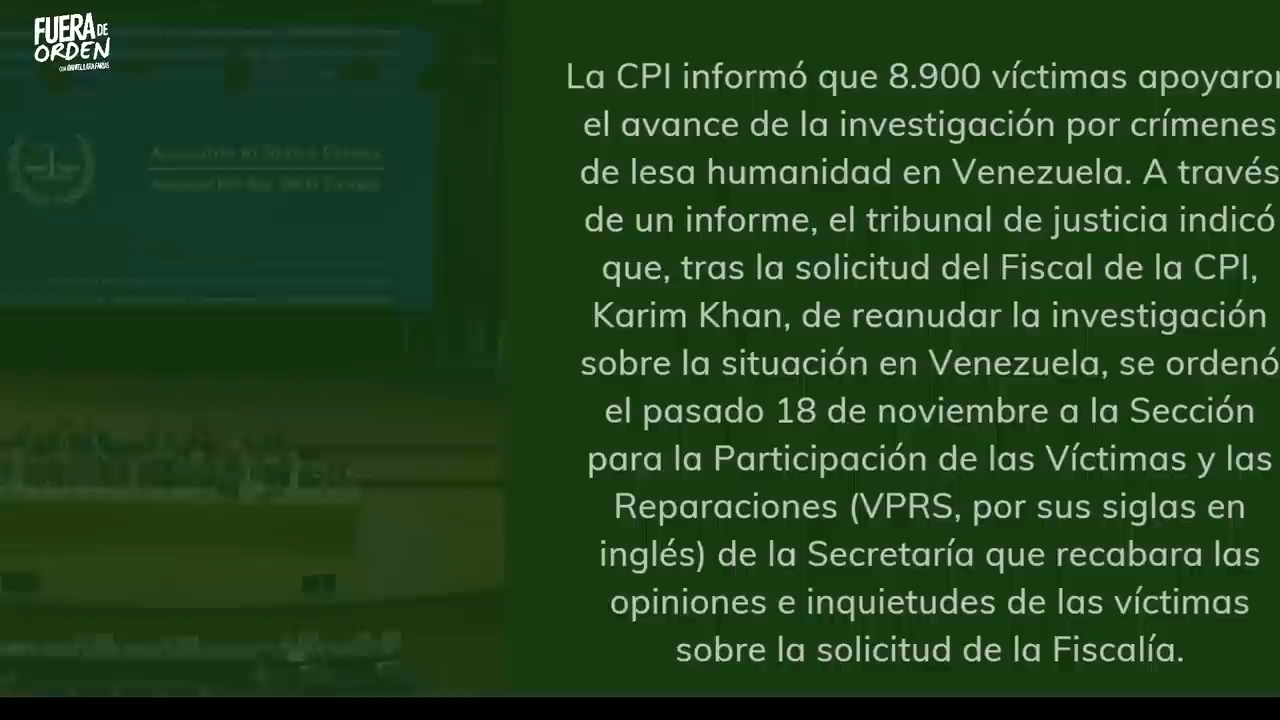 FUERA DE
ORDEN
La CPI informó que 8.900 víctimas apoyaron
el avance de la investigación por crímenes
de lesa humanidad en Venezuela. A través
de un informe, el tribunal de justicia indicó
que, tras la solicitud del Fiscal de la CPI,
Karim Khan, de reanudar la investigación
sobre la situación en Venezuela, se ordenó
el pasado 18 de noviembre a la Sección
para la Participación de las Víctimas y las
Reparaciones (VPRS, por sus siglas en
inglés) de la Secretaría que recabara las
opiniones e inquietudes de las víctimas
sobre la solicitud de la Fiscalía.